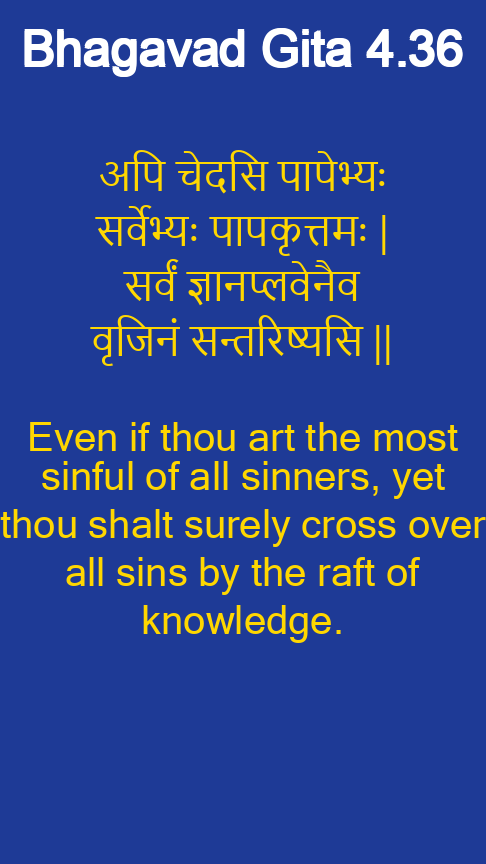 Bhagavad Gita 4.36
अपि चेदसि पापेभ्यः
सर्वेभ्यः पापकृत्तमः |
सर्वं ज्ञानप्लवेनैव
वृजिनं सन्तरिष्यसि ||
Even if thou art the most
sinful of all sinners, yet
thou shalt surely cross over
all sins by the raft of
knowledge.